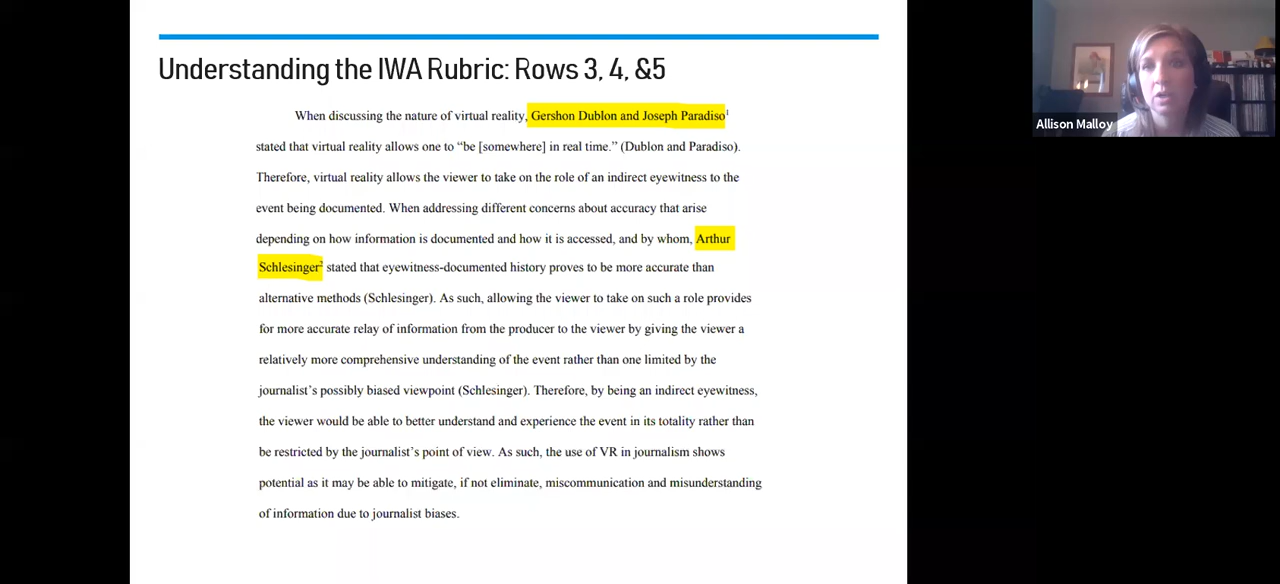 Understanding the IWA Rubric: Rows 3, 4, &5
When discussing the nature of virtual reality, Gershon Dublon and Joseph Paradiso¹
stated that virtual reality allows one to “be [somewhere] in real time.” (Dublon and Paradiso).
Therefore, virtual reality allows the viewer to take on the role of an indirect eyewitness to the
event being documented. When addressing different concerns about accuracy that arise
depending on how information is documented and how it is accessed, and by whom, Arthur
Schlesinger² stated that eyewitness-documented history proves to be more accurate than
alternative methods (Schlesinger). As such, allowing the viewer to take on such a role provides
for more accurate relay of information from the producer to the viewer by giving the viewer a
relatively more comprehensive understanding of the event rather than one limited by the
journalist’s possibly biased viewpoint (Schlesinger). Therefore, by being an indirect eyewitness,
the viewer would be able to better understand and experience the event in its totality rather than
be restricted by the journalist’s point of view. As such, the use of VR in journalism shows
potential as it may be able to mitigate, if not eliminate, miscommunication and misunderstanding
of information due to journalist biases.
Allison Malloy